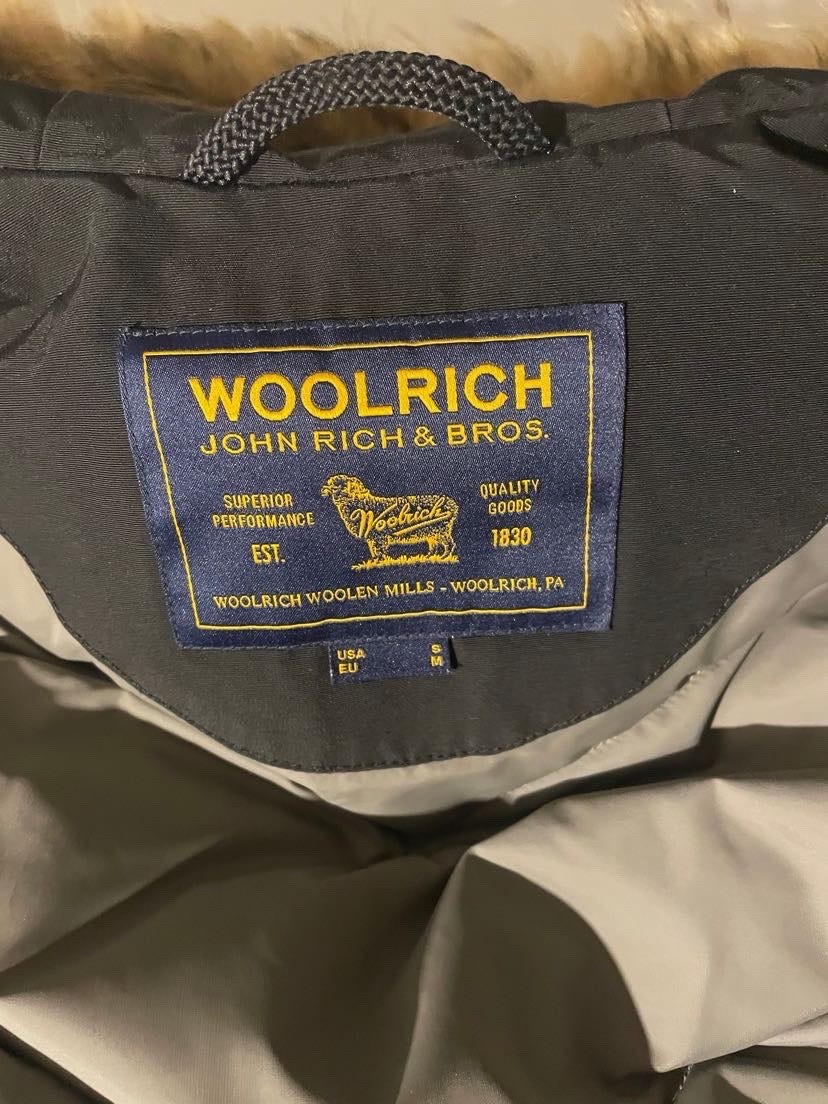 WOOLRICH
JOHN RICH & BROS.
SUPERIOR
PERFORMANCE
EST.
Woolrich
QUALITY
GOODS
1830
WOOLRICH WOOLEN MILLS - WOOLRICH, PA
USA S
EU M